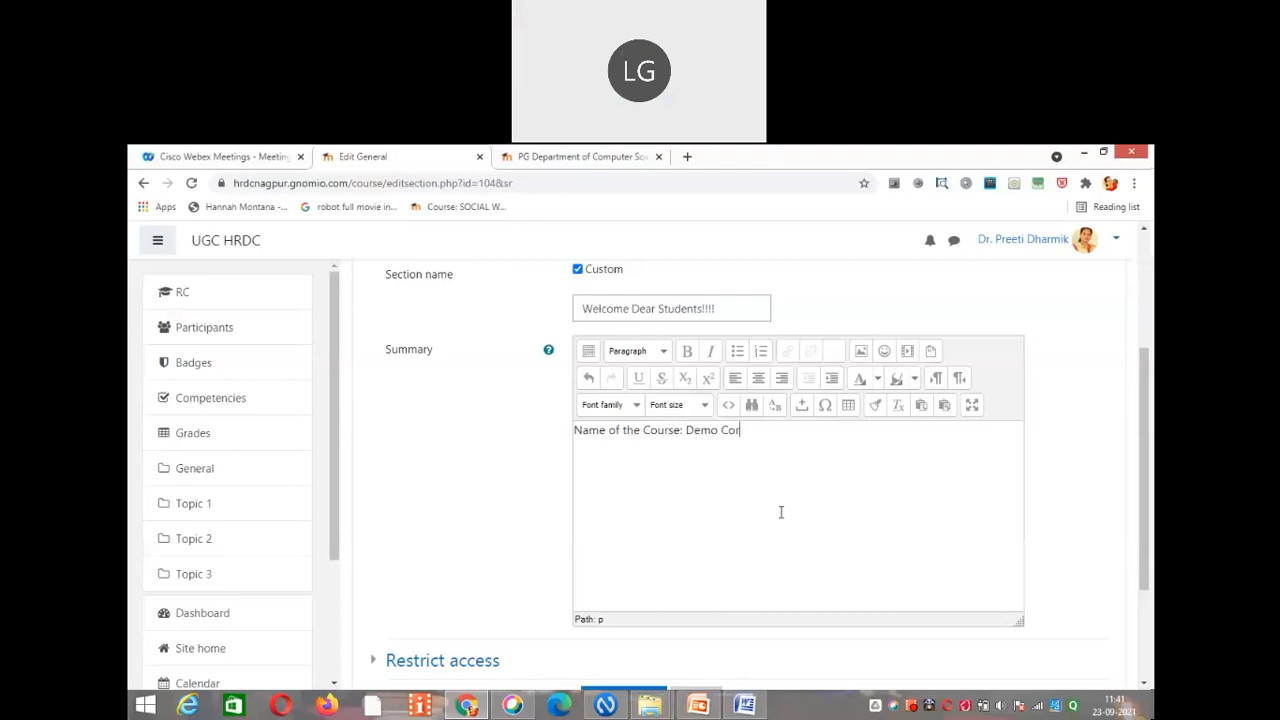 LG
Cisco Webex Meetings - Meeting
Edit General
PG Department of Computer Sci
hrdcnagpur.gnomio.com/course/editsection.php?id=104&sr
Apps
Hannah Montana -...
robot full movie in...
Course: SOCIAL W...
Reading list
UGC HRDC
Dr. Preeti Dharmik
RC
Participants
Badges
Competencies
Grades
General
Topic 1
Topic 2
Topic 3
Dashboard
Site home
Calendar
Section name
Custom
Welcome Dear Students!!!!
Summary
Paragraph
Font family
Font size
Name of the Course: Demo Cor
Path: p
Restrict access
11:41
23-09-2021